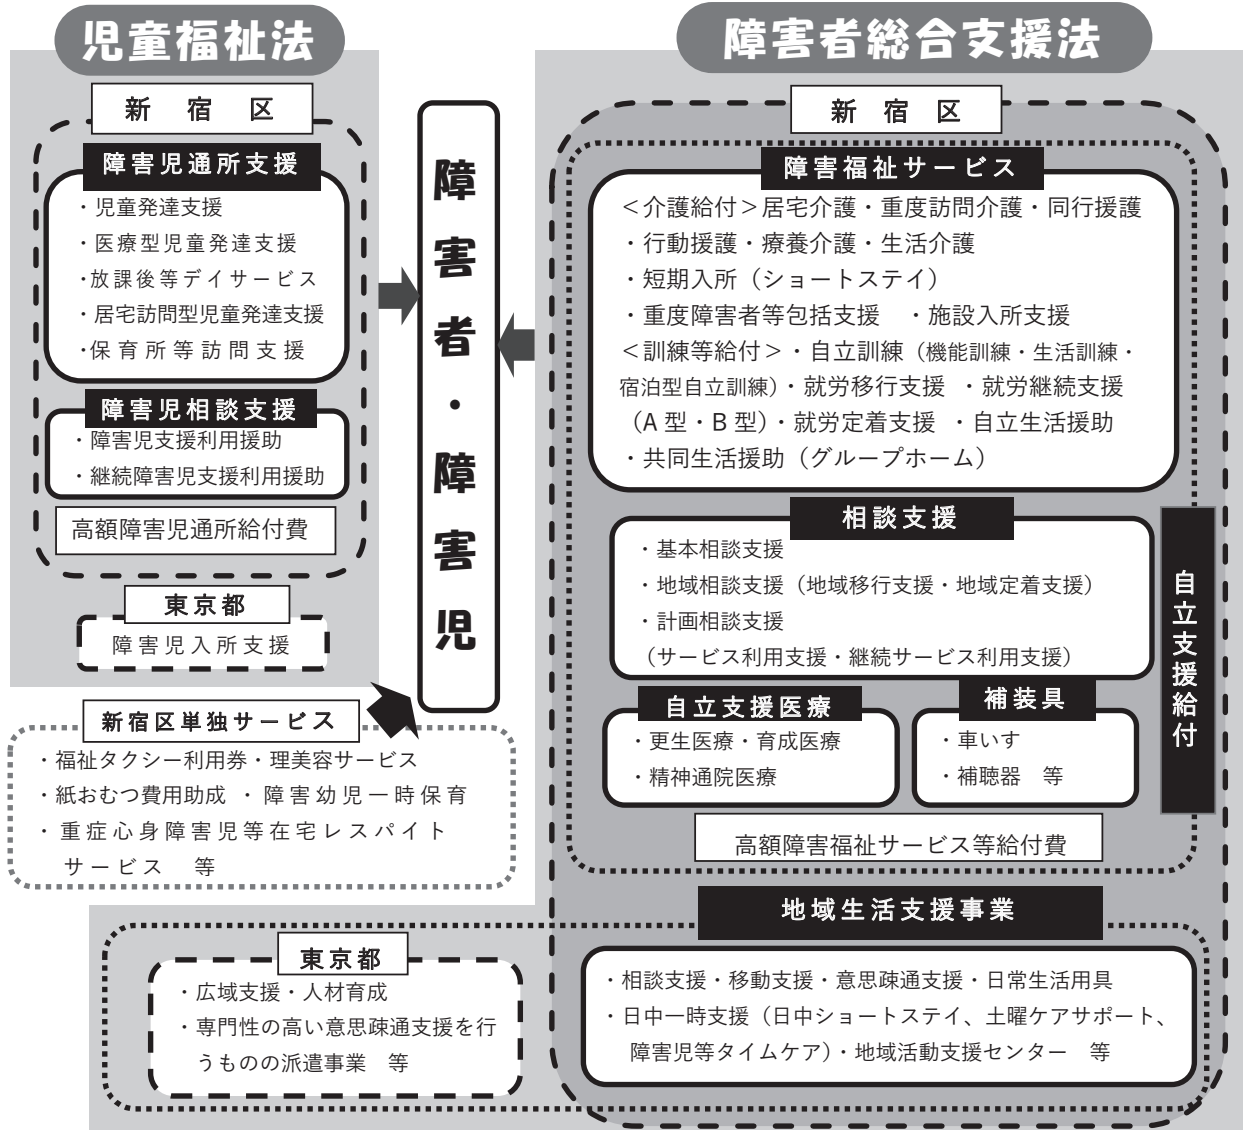 児童福祉法
新宿区
障害児通所支援
・児童発達支援
・医療型児童発達支援
・放課後等デイサービス
・居宅訪問型児童発達支援
・保育所等訪問支援
障害児相談支援
・障害児支援利用援助
・継続障害児支援利用援助
高額障害児通所給付費
東京都
障害児入所支援
新宿区単独サービス
・福祉タクシー利用券・理美容サービス
・紙おむつ費用助成 ・障害幼児一時保育
・重症心身障害児等在宅レスパイト
サービス 等
障害者・障害児
障害者総合支援法
新宿区
障害福祉サービス
＜介護給付＞居宅介護・重度訪問介護・同行援護
・行動援護・療養介護・生活介護
・短期入所（ショートステイ）
・重度障害者等包括支援 ・施設入所支援
＜訓練等給付＞・自立訓練（機能訓練・生活訓練・
宿泊型自立訓練）・就労移行支援 ・就労継続支援
（A 型・B 型）・就労定着支援 ・自立生活援助
・共同生活援助（グループホーム）
相談支援
・基本相談支援
・地域相談支援（地域移行支援・地域定着支援）
・計画相談支援
（サービス利用支援・継続サービス利用支援）
自立支援医療
・更生医療・育成医療
・精神通院医療
補装具
・車いす
・補聴器 等
高額障害福祉サービス等給付費
自立支援給付
地域生活支援事業
東京都
・広域支援・人材育成
・専門性の高い意思疎通支援を行
うものの派遣事業 等
・相談支援・移動支援・意思疎通支援・日常生活用具
・日中一時支援（日中ショートステイ、土曜ケアサポート、
障害児等タイムケア）・地域活動支援センター 等